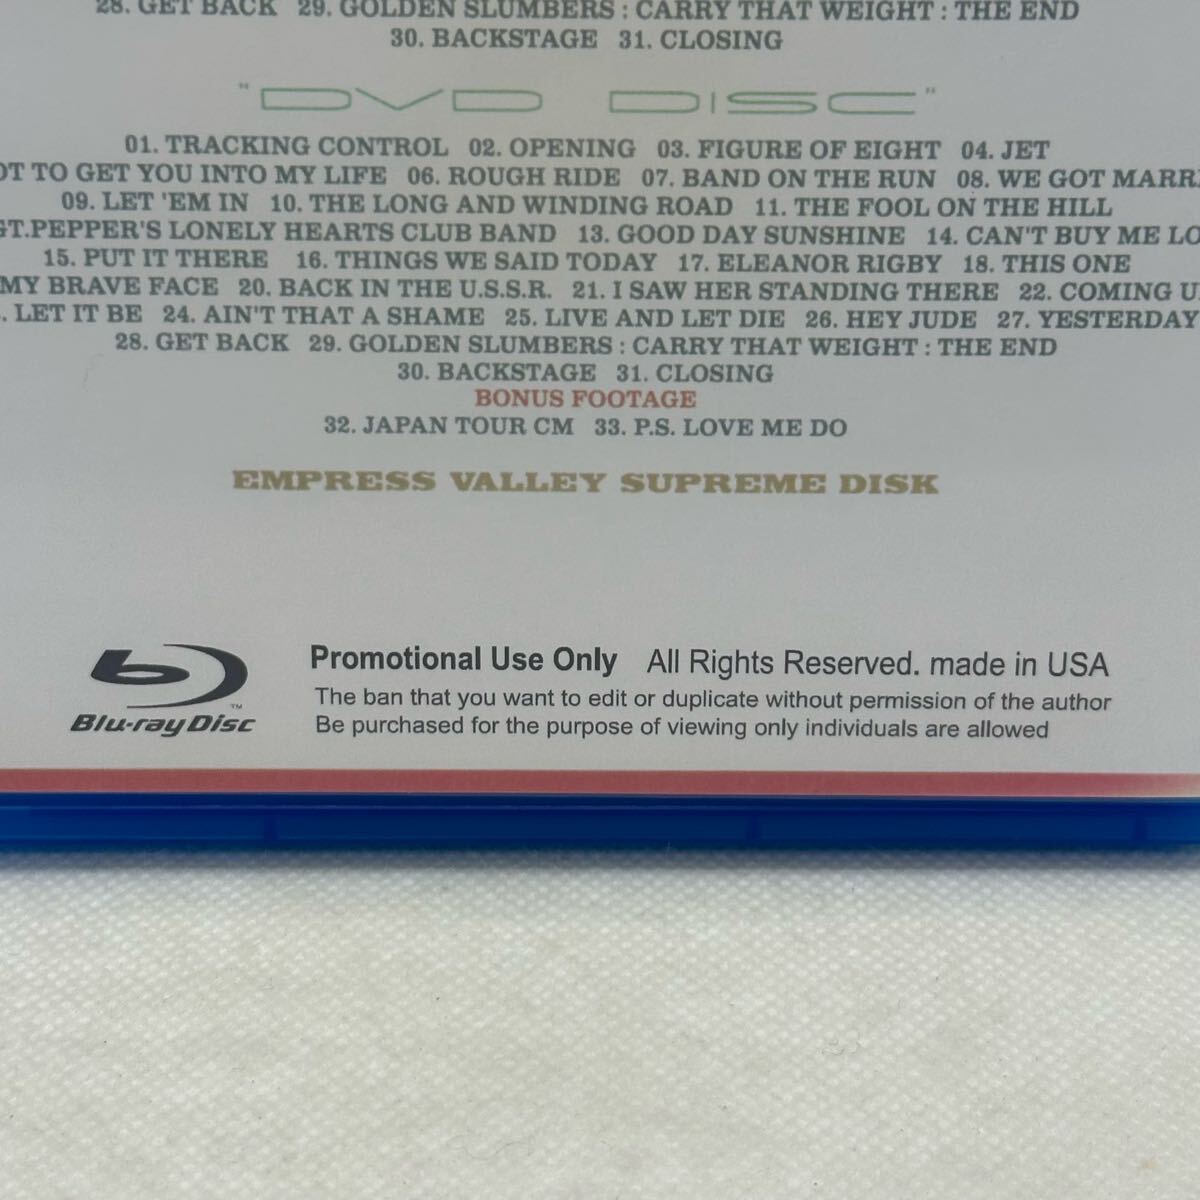 28. GET BACK 29. GOLDEN SLUMBERS : CARRY THAT WEIGHT : THE END
30. BACKSTAGE 31. CLOSING
"DVD DISC"
01. TRACKING CONTROL 02. OPENING 03. FIGURE OF EIGHT 04. JET
OT TO GET YOU INTO MY LIFE 06. ROUGH RIDE 07. BAND ON THE RUN 08. WE GOT MARRI
09. LET 'EM IN 10. THE LONG AND WINDING ROAD 11. THE FOOL ON THE HILL
GT.PEPPER'S LONELY HEARTS CLUB BAND 13. GOOD DAY SUNSHINE 14. CAN'T BUY ME LO
15. PUT IT THERE 16. THINGS WE SAID TODAY 17. ELEANOR RIGBY 18. THIS ONE
MY BRAVE FACE 20. BACK IN THE U.S.S.R. 21. I SAW HER STANDING THERE 22. COMING U
. LET IT BE 24. AIN'T THAT A SHAME 25. LIVE AND LET DIE 26. HEY JUDE 27. YESTERDAY
28. GET BACK 29. GOLDEN SLUMBERS : CARRY THAT WEIGHT : THE END
30. BACKSTAGE 31. CLOSING
BONUS FOOTAGE
32. JAPAN TOUR CM 33. P.S. LOVE ME DO
EMPRESS VALLEY SUPREME DISK
Blu-ray Disc TM
Promotional Use Only All Rights Reserved. made in USA
The ban that you want to edit or duplicate without permission of the author
Be purchased for the purpose of viewing only individuals are allowed